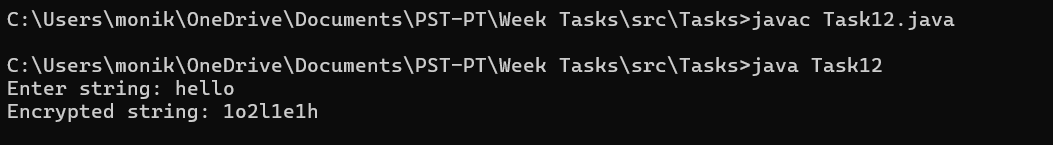 C:\Users\monik\OneDrive\Documents\PST-PT\Week Tasks\src\Tasks>javac Task12.java
C:\Users\monik\OneDrive\Documents\PST-PT\Week Tasks\src\Tasks>java Task12
Enter string: hello
Encrypted string: 1o2l1e1h